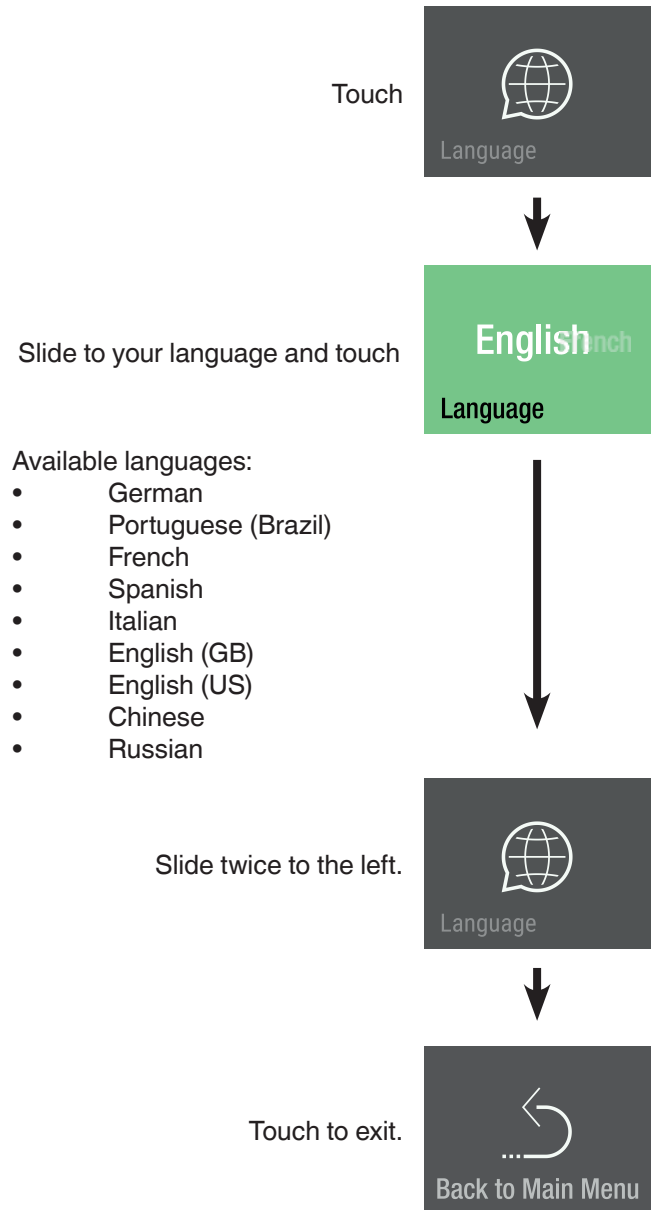 Touch
Language
Slide to your language and touch
English
French
Language
Available languages:
• German
• Portuguese (Brazil)
• French
• Spanish
• Italian
• English (GB)
• English (US)
• Chinese
• Russian
Slide twice to the left.
Language
Touch to exit.
Back to Main Menu